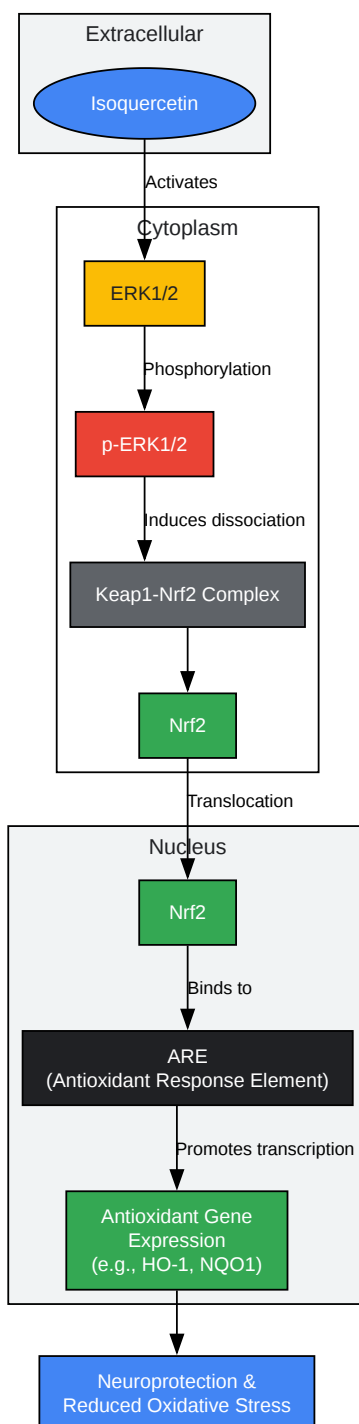 Extracellular
Isoquercetin
Activates
Cytoplasm
ERK1/2
Phosphorylation
p-ERK1/2
Induces dissociation
Keap1-Nrf2 Complex
Nrf2
Translocation
Nucleus
Nrf2
Binds to
ARE
(Antioxidant Response Element)
Promotes transcription
Antioxidant Gene
Expression
(e.g., HO-1, NQO1)
Neuroprotection &
Reduced Oxidative Stress